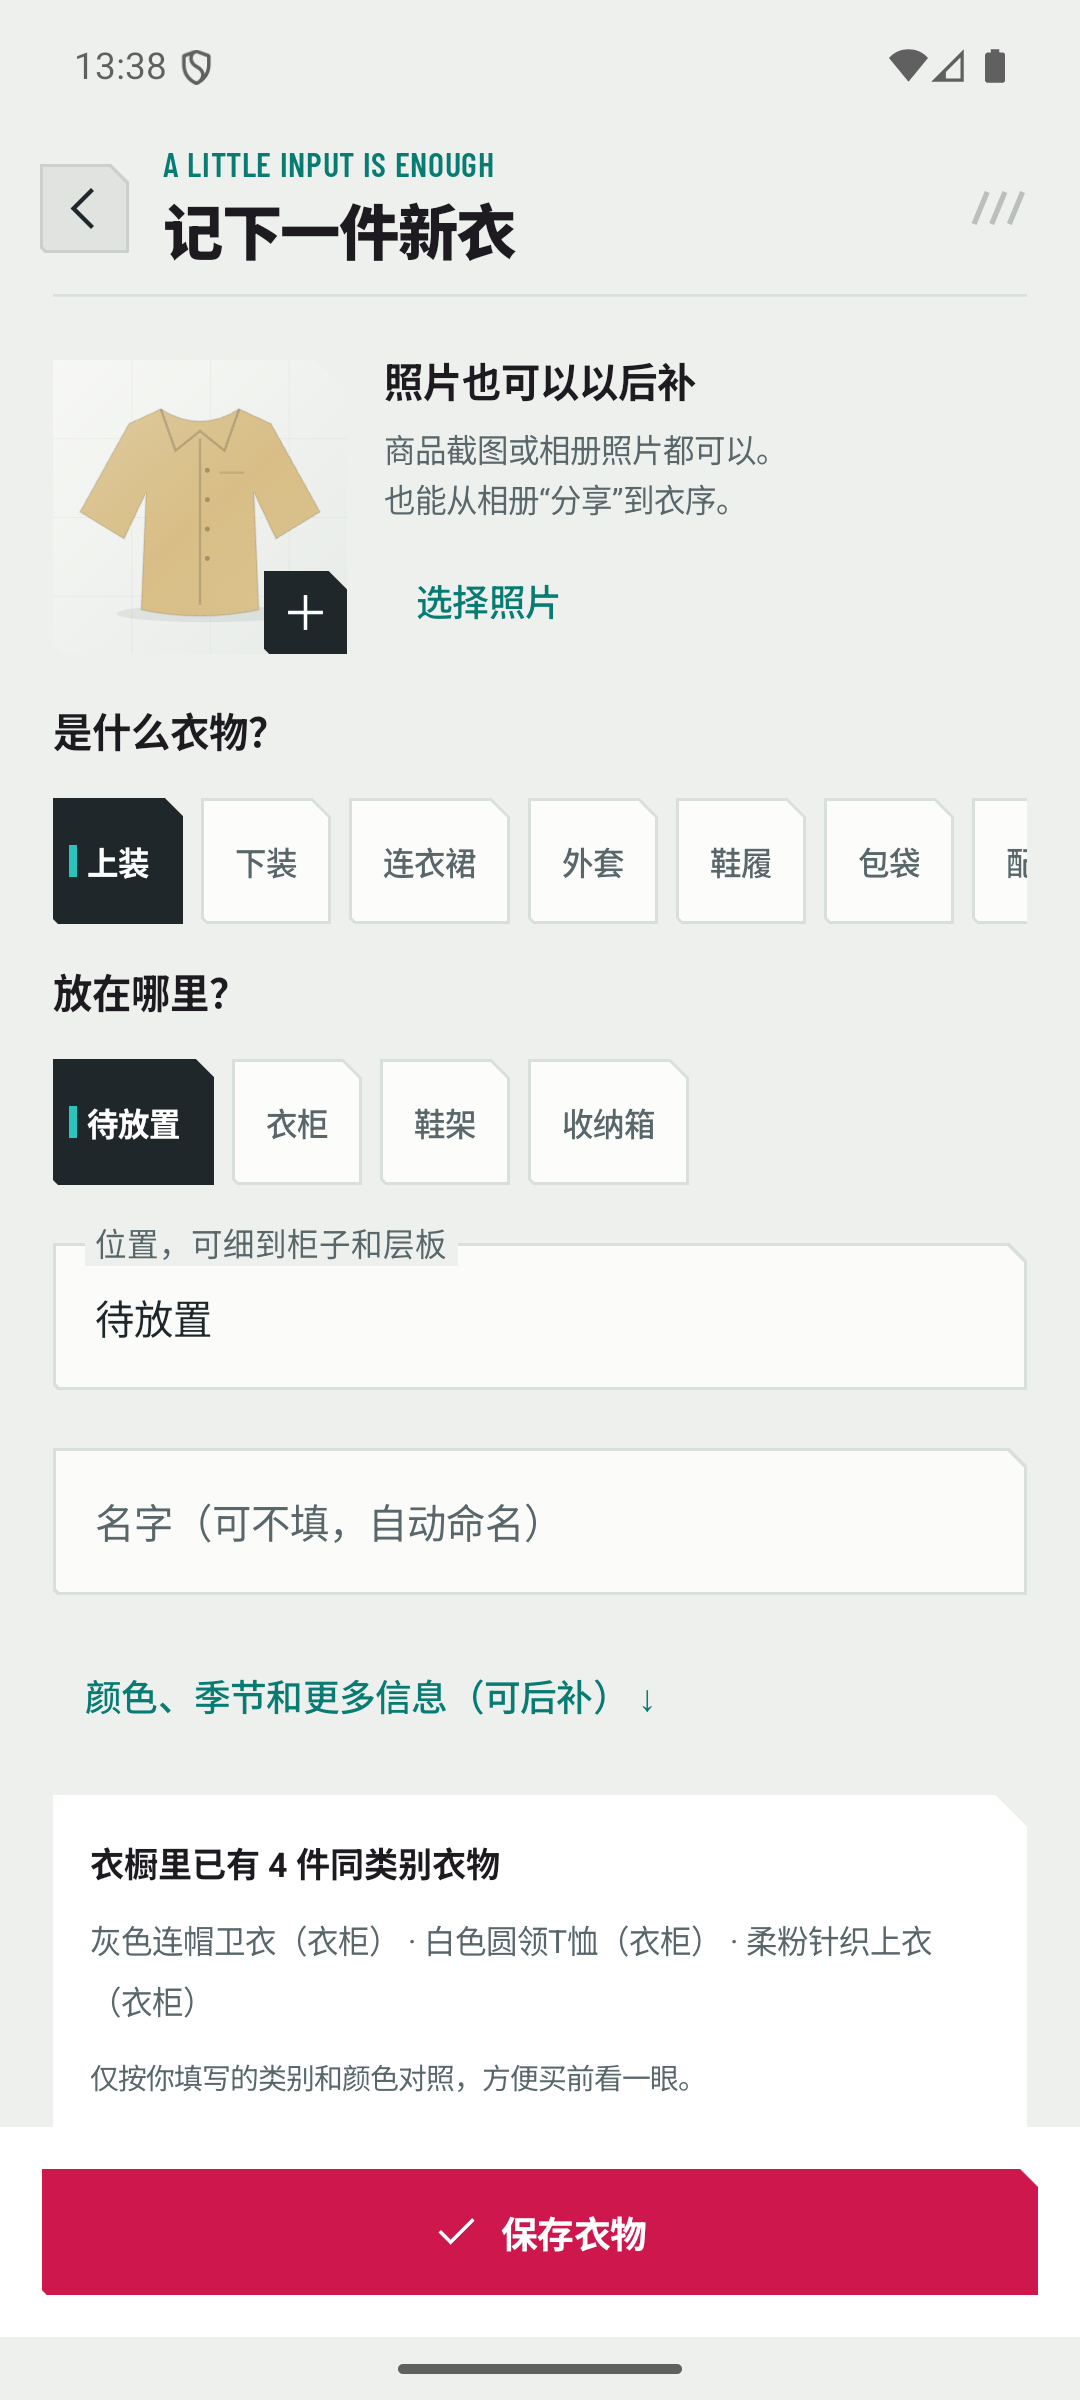 13:38
A LITTLE INPUT IS ENOUGH
记下一件新衣
照片也可以以后补
商品截图或相册照片都可以。
也能从相册“分享”到衣序。
选择照片
是什么衣物?
上装 下装 连衣裙 外套 鞋履 包袋 配
放在哪里?
待放置 衣柜 鞋架 收纳箱
位置，可细到柜子和层板
待放置
名字（可不填，自动命名）
颜色、季节和更多信息（可后补） ↓
衣橱里已有 4 件同类别衣物
灰色连帽卫衣（衣柜） · 白色圆领T恤（衣柜） · 柔粉针织上衣
（衣柜）
仅按你填写的类别和颜色对照，方便买前看一眼。
保存衣物